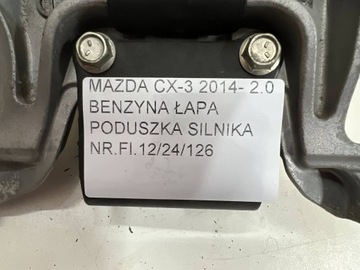 MAZDA CX-3 2014- 2.0
BENZYNA ŁAPA
PODUSZKA SILNIKA
NR.FI.12/24/126